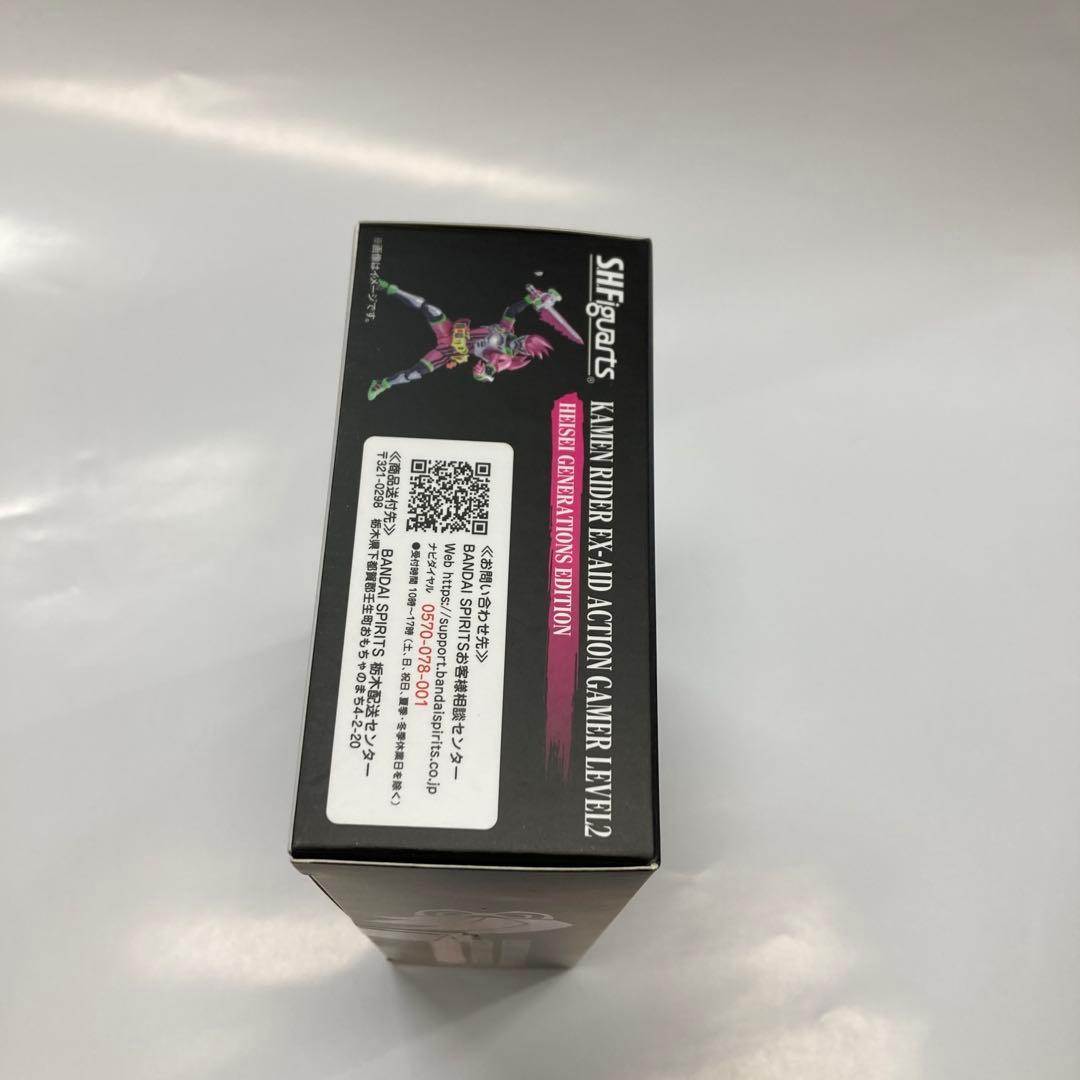 S.H.Figuarts®
KAMEN RIDER EX-AID ACTION GAMER LEVEL2
HEISEI GENERATIONS EDITION
※画像はイメージです。
≪お問い合わせ先≫
BANDAI SPIRITSお客様相談センター
Web https://support.bandaispirits.co.jp
ナビダイヤル 0570-078-001
●受付時間 10時～17時（土、日、祝日、夏季・冬季休業日を除く）
≪商品送付先≫ BANDAI SPIRITS 栃木配送センター
〒321-0298 栃木県下都賀郡壬生町おもちゃのまち4-2-20